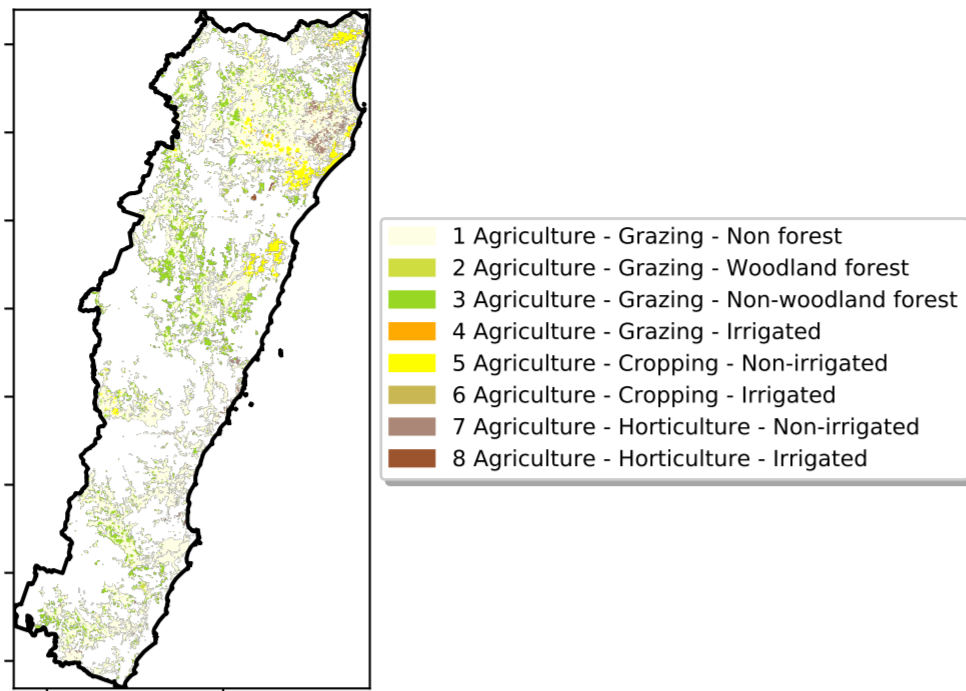 1 Agriculture - Grazing - Non forest
2 Agriculture - Grazing - Woodland forest
3 Agriculture - Grazing - Non-woodland forest
4 Agriculture - Grazing - Irrigated
5 Agriculture - Cropping - Non-irrigated
6 Agriculture - Cropping - Irrigated
7 Agriculture - Horticulture - Non-irrigated
8 Agriculture - Horticulture - Irrigated